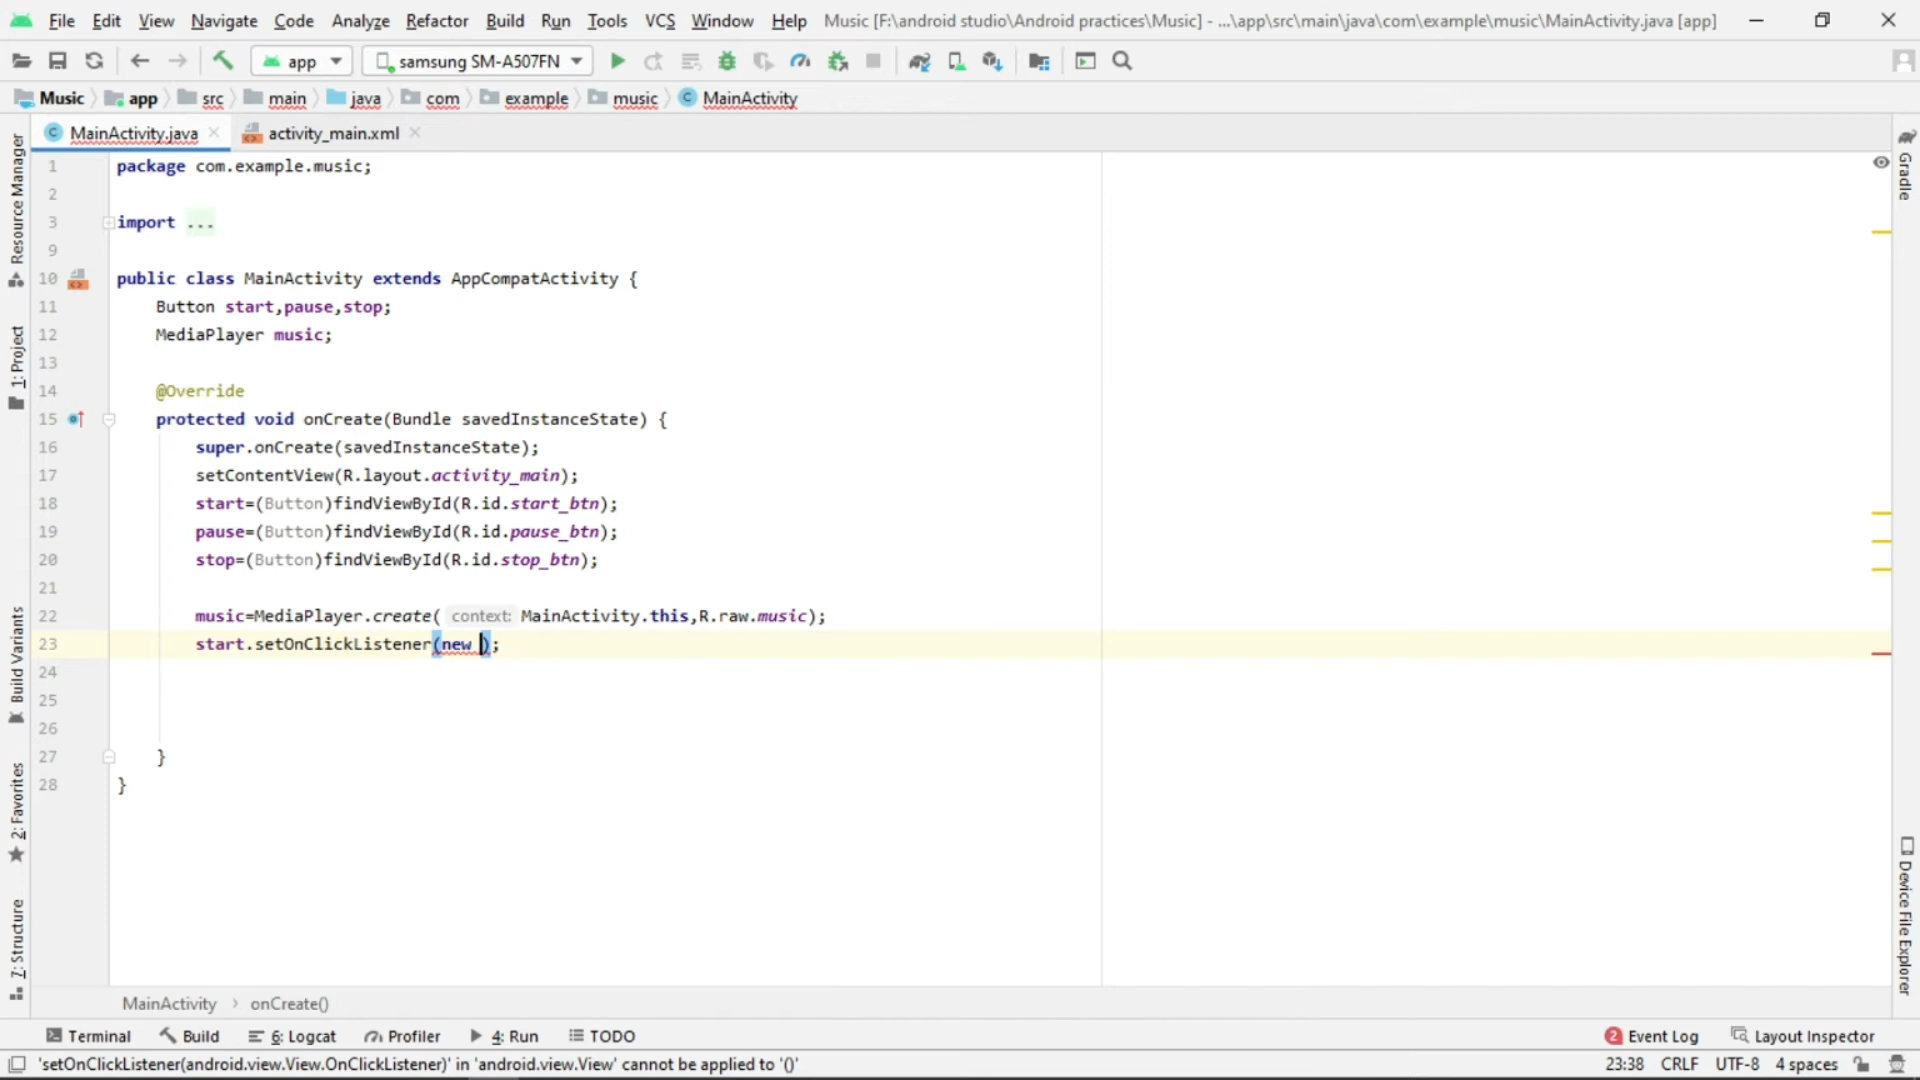 File Edit View Navigate Code Analyze Refactor Build Run Tools VCS Window Help Music [F:\android studio\Android practices\Music] - ...\app\src\main\java\com\example\music\MainActivity.java [app]
app samsung SM-A507FN
Music app src main java com example music MainActivity
MainActivity.java activity_main.xml
1 package com.example.music;
2
3 import ...
9
10 public class MainActivity extends AppCompatActivity {
11 Button start,pause,stop;
12 MediaPlayer music;
13
14 @Override
15 protected void onCreate(Bundle savedInstanceState) {
16 super.onCreate(savedInstanceState);
17 setContentView(R.layout.activity_main);
18 start=(Button)findViewById(R.id.start_btn);
19 pause=(Button)findViewById(R.id.pause_btn);
20 stop=(Button)findViewById(R.id.stop_btn);
21
22 music=MediaPlayer.create( context: MainActivity.this,R.raw.music);
23 start.setOnClickListener(new );
24
25
26
27 }
28 }
Resource Manager
1: Project
Build Variants
2: Favorites
7: Structure
Gradle
Device File Explorer
MainActivity › onCreate()
Terminal Build 6: Logcat Profiler 4: Run TODO 2 Event Log Layout Inspector
'setOnClickListener(android.view.View.OnClickListener)' in 'android.view.View' cannot be applied to '()' 23:38 CRLF UTF-8 4 spaces